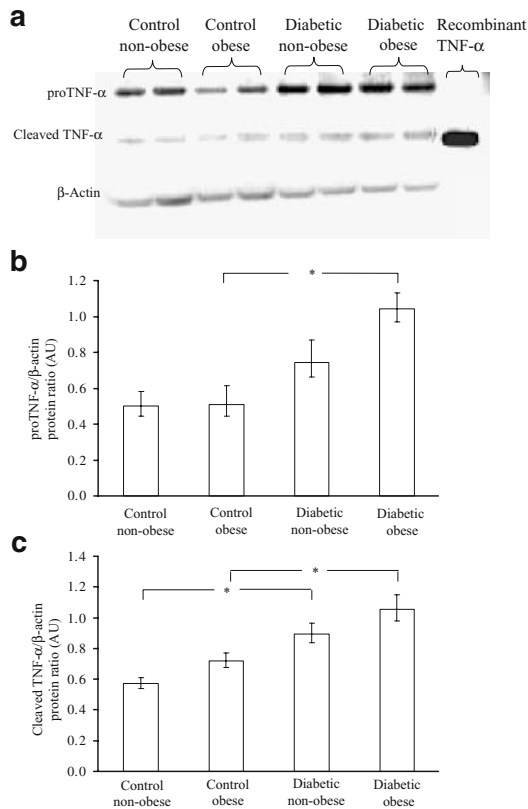 a
Control non-obese
Control obese
Diabetic non-obese
Diabetic obese
Recombinant TNF-α
proTNF-α
Cleaved TNF-α
β-Actin
b
proTNF-α/β-actin
protein ratio (AU)
1.2
1.0
0.8
0.6
0.4
0.2
0.0
*
Control non-obese
Control obese
Diabetic non-obese
Diabetic obese
c
Cleaved TNF-α/β-actin
protein ratio (AU)
1.4
1.2
1.0
0.8
0.6
0.4
0.2
0.0
*
*
Control non-obese
Control obese
Diabetic non-obese
Diabetic obese